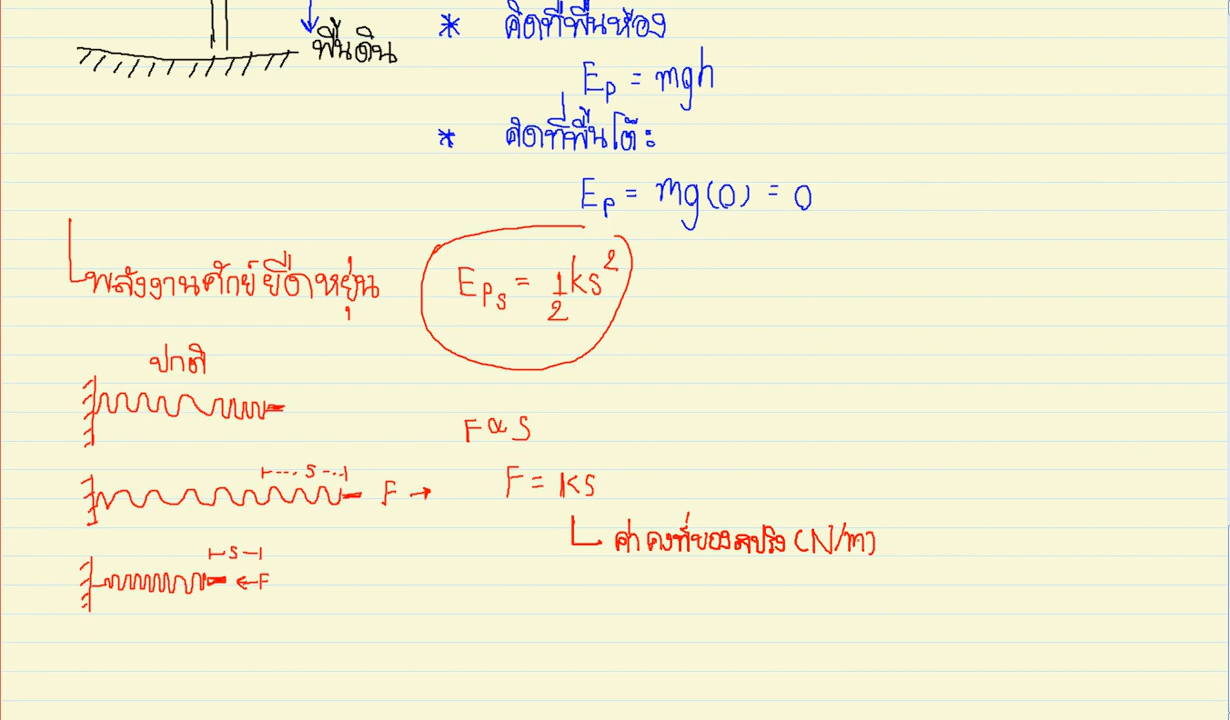 * คิดที่พื้นห้อง
พื้นดิน
Ep = mgh
* คิดที่พื้นโต๊ะ
Ep = mg(0) = 0
พลังงานศักย์ยืดหยุ่น
Eps = 1/2 ks²
ปกติ
F ∝ S
S
F →
F = ks
ค่าคงที่ของสปริง (N/m)
S
← F